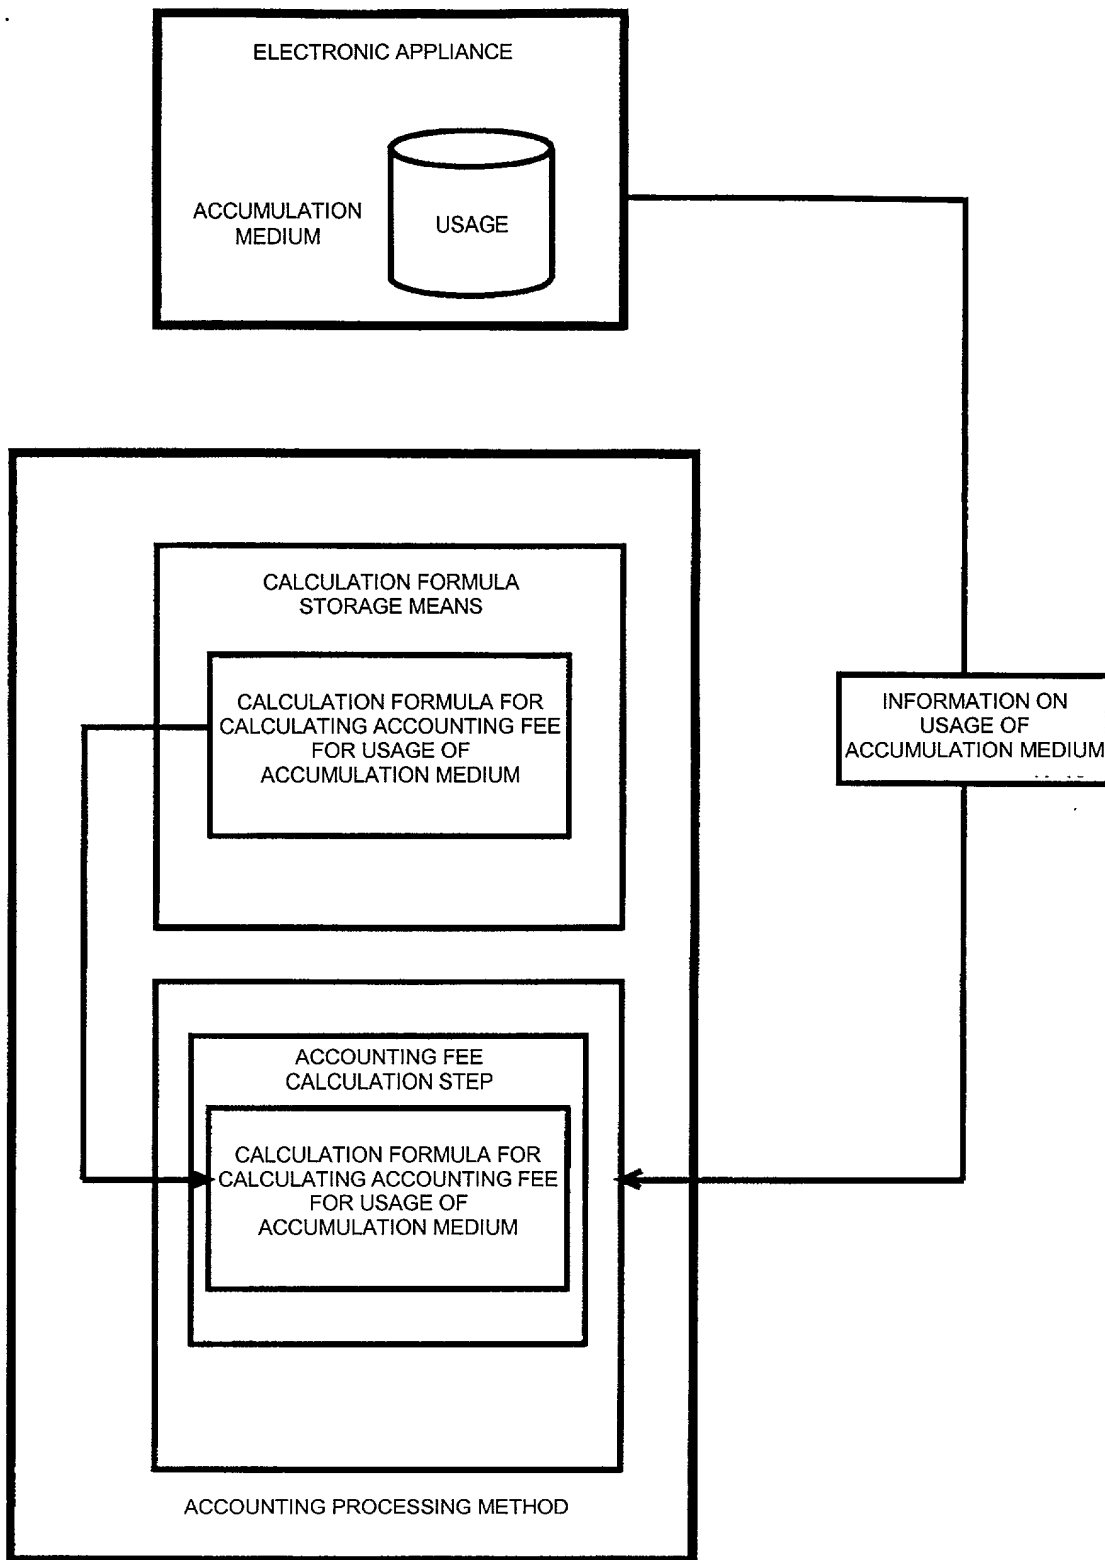 ELECTRONIC APPLIANCE
ACCUMULATION
MEDIUM
USAGE
CALCULATION FORMULA
STORAGE MEANS
CALCULATION FORMULA FOR
CALCULATING ACCOUNTING FEE
FOR USAGE OF
ACCUMULATION MEDIUM
INFORMATION ON
USAGE OF
ACCUMULATION MEDIUM
ACCOUNTING FEE
CALCULATION STEP
CALCULATION FORMULA FOR
CALCULATING ACCOUNTING FEE
FOR USAGE OF
ACCUMULATION MEDIUM
ACCOUNTING PROCESSING METHOD